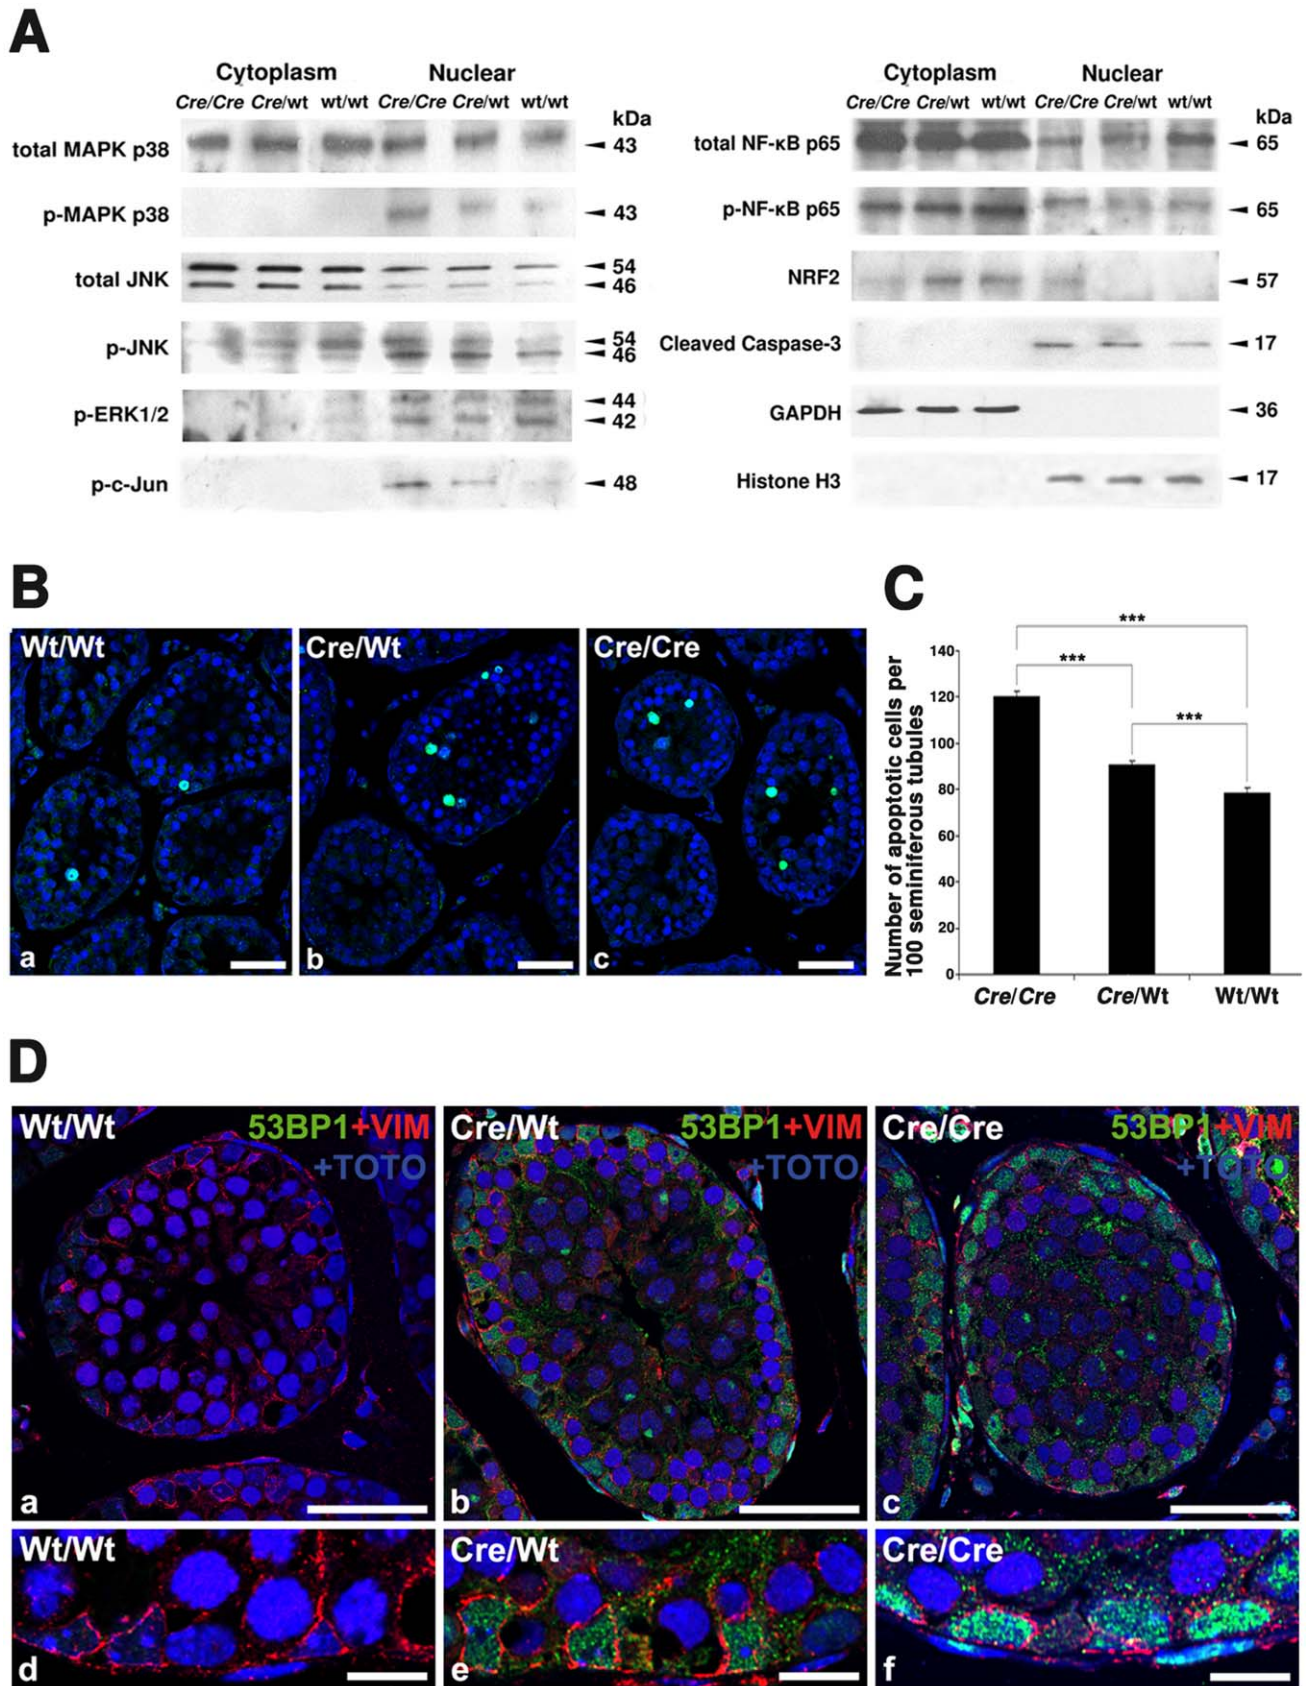 A
Cytoplasm Nuclear
Cre/Cre Cre/wt wt/wt Cre/Cre Cre/wt wt/wt
kDa
total MAPK p38 43
p-MAPK p38 43
total JNK 54
46
p-JNK 54
46
p-ERK1/2 44
42
p-c-Jun 48
Cytoplasm Nuclear
Cre/Cre Cre/wt wt/wt Cre/Cre Cre/wt wt/wt
kDa
total NF-κB p65 65
p-NF-κB p65 65
NRF2 57
Cleaved Caspase-3 17
GAPDH 36
Histone H3 17
B
Wt/Wt
a
Cre/Wt
b
Cre/Cre
c
C
Number of apoptotic cells per
100 seminiferous tubules
140
120
100
80
60
40
20
0
***
***
***
Cre/Cre Cre/Wt Wt/Wt
D
Wt/Wt 53BP1+VIM
+TOTO
a
Cre/Wt 53BP1+VIM
+TOTO
b
Cre/Cre 53BP1+VIM
+TOTO
c
Wt/Wt
d
Cre/Wt
e
Cre/Cre
f